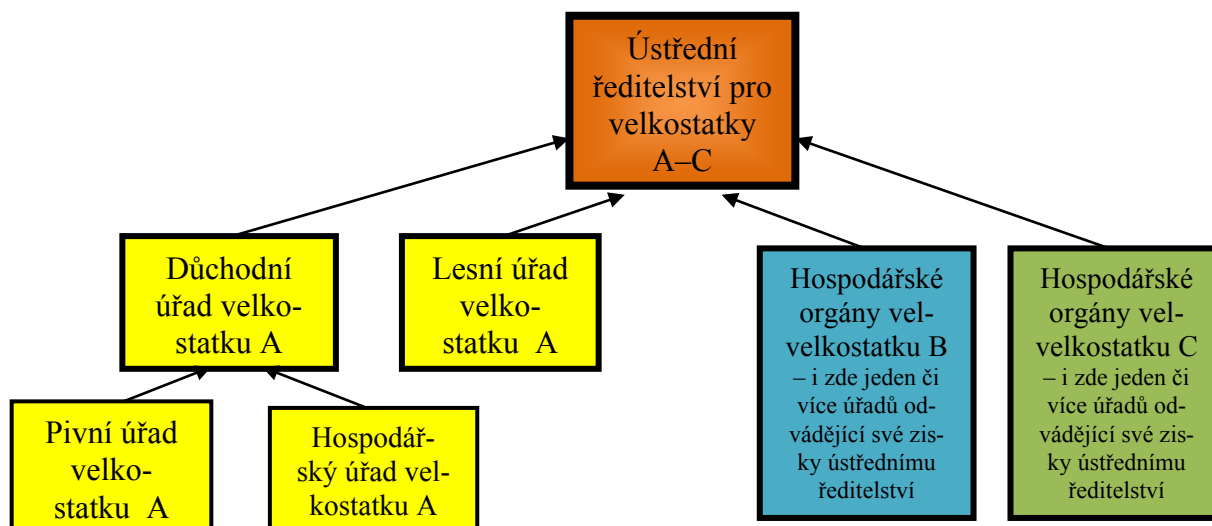 Ústřední
ředitelství pro
velkostatky
A–C
Důchodní
úřad velko-
statku A
Lesní úřad
velko-
statku A
Hospodářské
orgány vel-
velkostatku B
– i zde jeden či
více úřadů od-
vádějící své zis-
ky ústřednímu
ředitelství
Hospodářské
orgány vel-
velkostatku C
– i zde jeden či
více úřadů od-
vádějící své zis-
ky ústřednímu
ředitelství
Pivní úřad
velko-
statku A
Hospodář-
ský úřad vel-
kostatku A